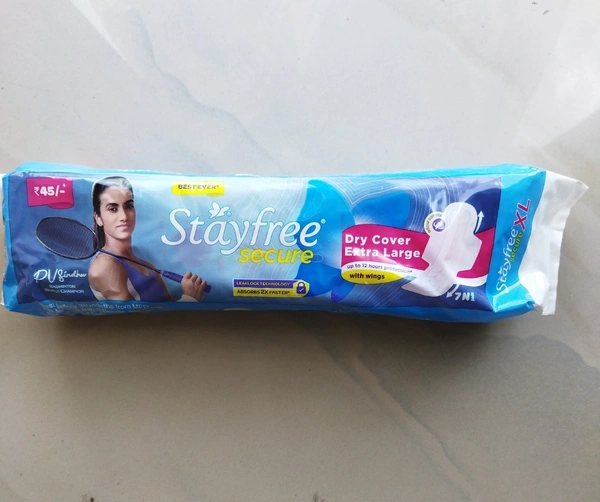 ₹45/-
BEST EVER*
Stayfree®
secure
PV Sindhu
BADMINTON
WORLD CHAMPION
LEAKLOCK TECHNOLOGY
ABSORBS 2X FASTER*
Dry Cover
Extra Large
Up to 12 hours protection
with wings
7N
Stayfree
secure XL